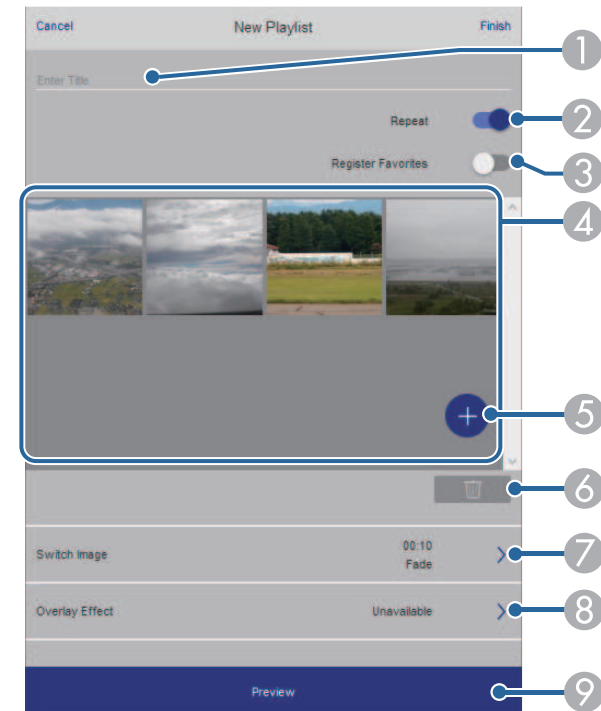 Cancel New Playlist Finish
1
Enter Title
Repeat
2
Register Favorites
3
4
5
6
Switch Image 00:10
Fade
7
Overlay Effect Unavailable
8
Preview
9